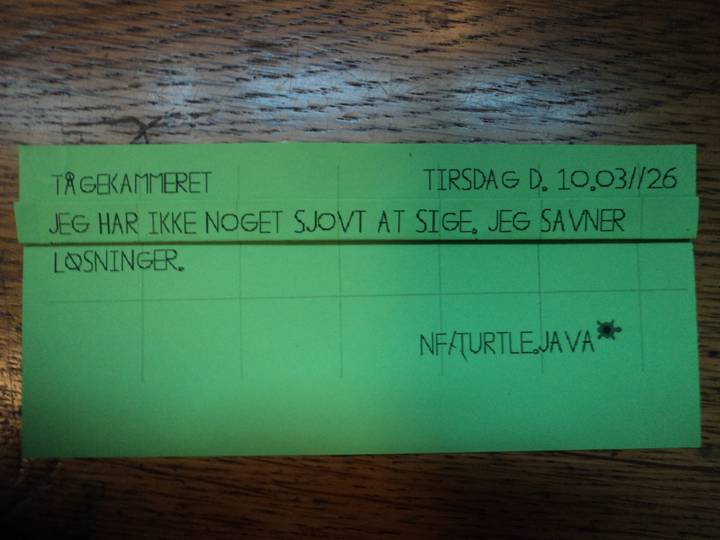 TÅGEKAMMERET TIRSDAG D. 10.03//26
JEG HAR IKKE NOGET SJOVT AT SIGE. JEG SAVNER
LØSNINGER.
NF/TURTLE.JAVA